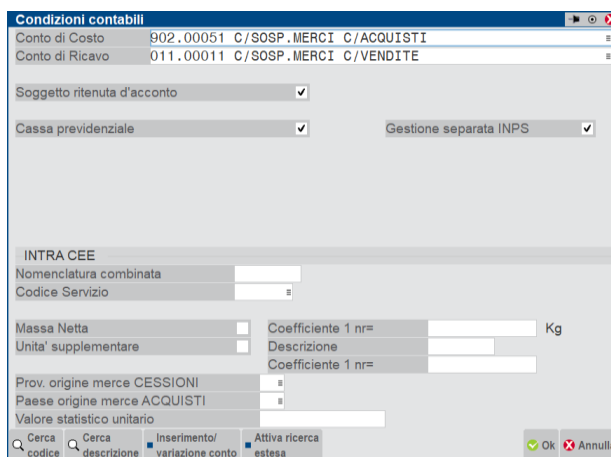 Condizioni contabili
Conto di Costo 902.00051 C/SOSP.MERCI C/ACQUISTI
Conto di Ricavo 011.00011 C/SOSP.MERCI C/VENDITE
Soggetto ritenuta d'acconto
Cassa previdenziale Gestione separata INPS
INTRA CEE
Nomenclatura combinata
Codice Servizio
Massa Netta Coefficiente 1 nr= Kg
Unita' supplementare Descrizione
Coefficiente 1 nr=
Prov. origine merce CESSIONI
Paese origine merce ACQUISTI
Valore statistico unitario
Cerca codice Cerca descrizione Inserimento/ variazione conto Attiva ricerca estesa Ok Annulla